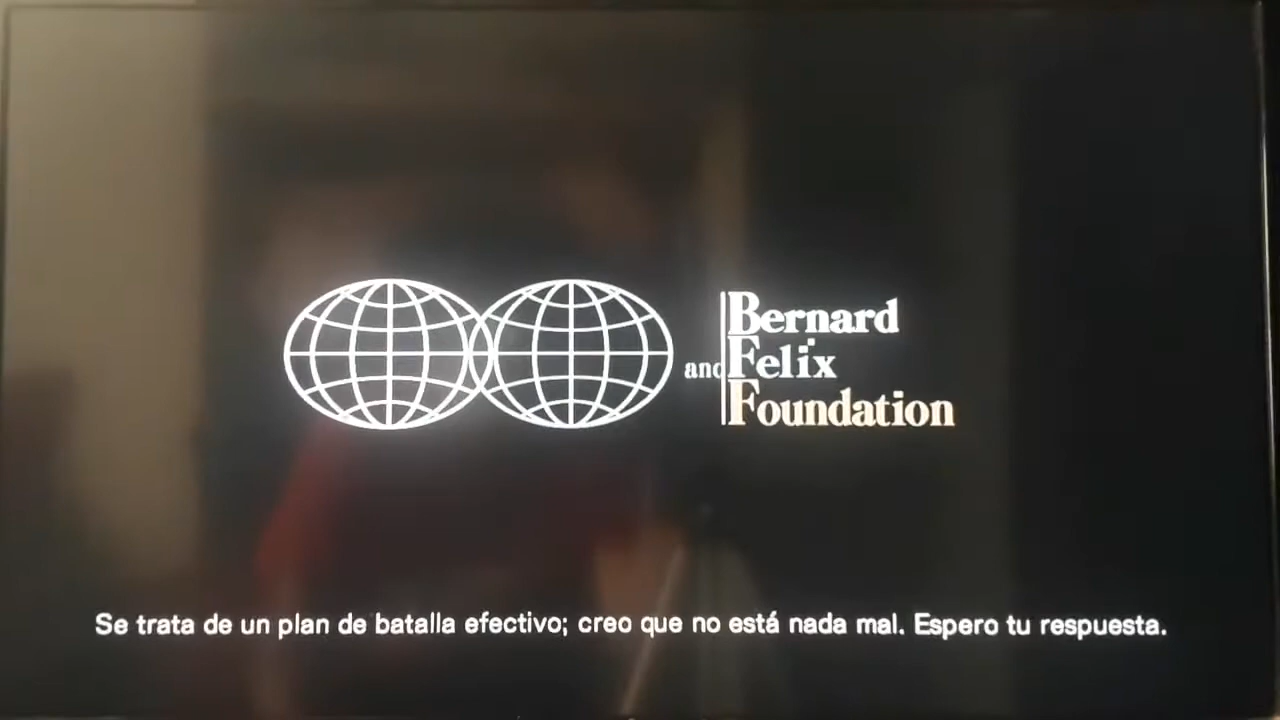 Bernard
and Felix
Foundation
Se trata de un plan de batalla efectivo; creo que no está nada mal. Espero tu respuesta.